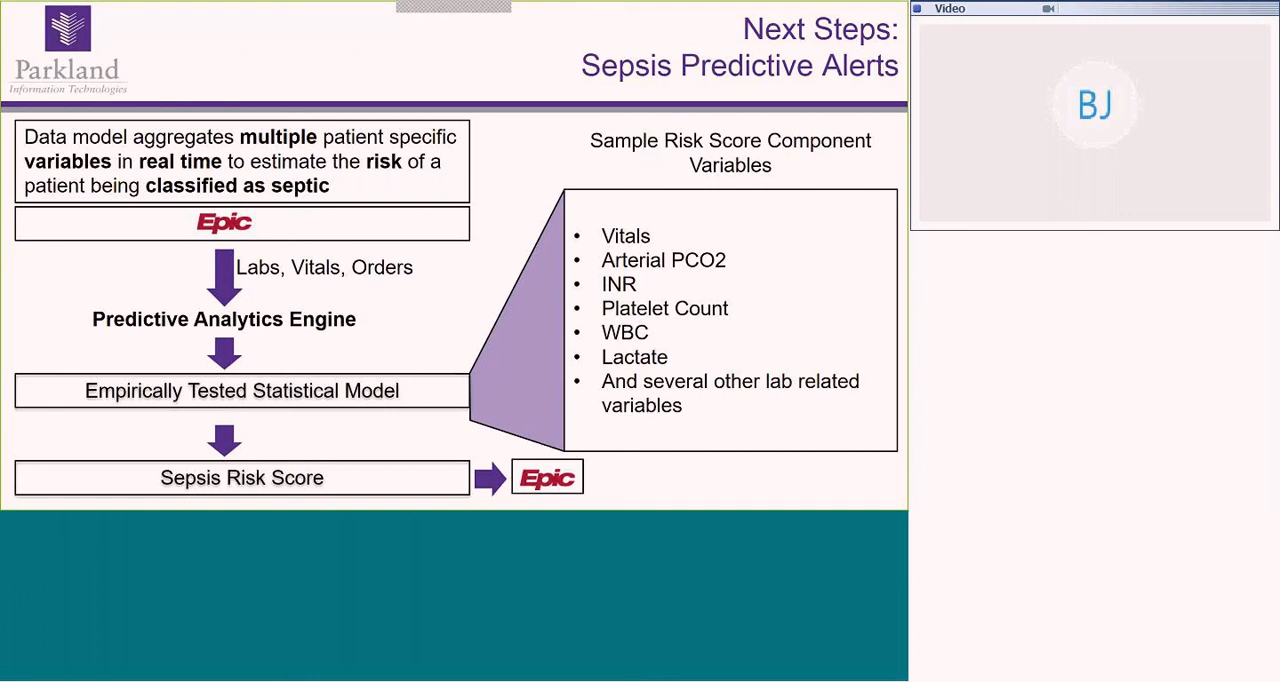 Parkland
Information Technologies
Next Steps:
Sepsis Predictive Alerts
Data model aggregates multiple patient specific
variables in real time to estimate the risk of a
patient being classified as septic
Epic
Labs, Vitals, Orders
Predictive Analytics Engine
Empirically Tested Statistical Model
Sepsis Risk Score
Epic
Sample Risk Score Component
Variables
• Vitals
• Arterial PCO2
• INR
• Platelet Count
• WBC
• Lactate
• And several other lab related
variables
Video
BJ